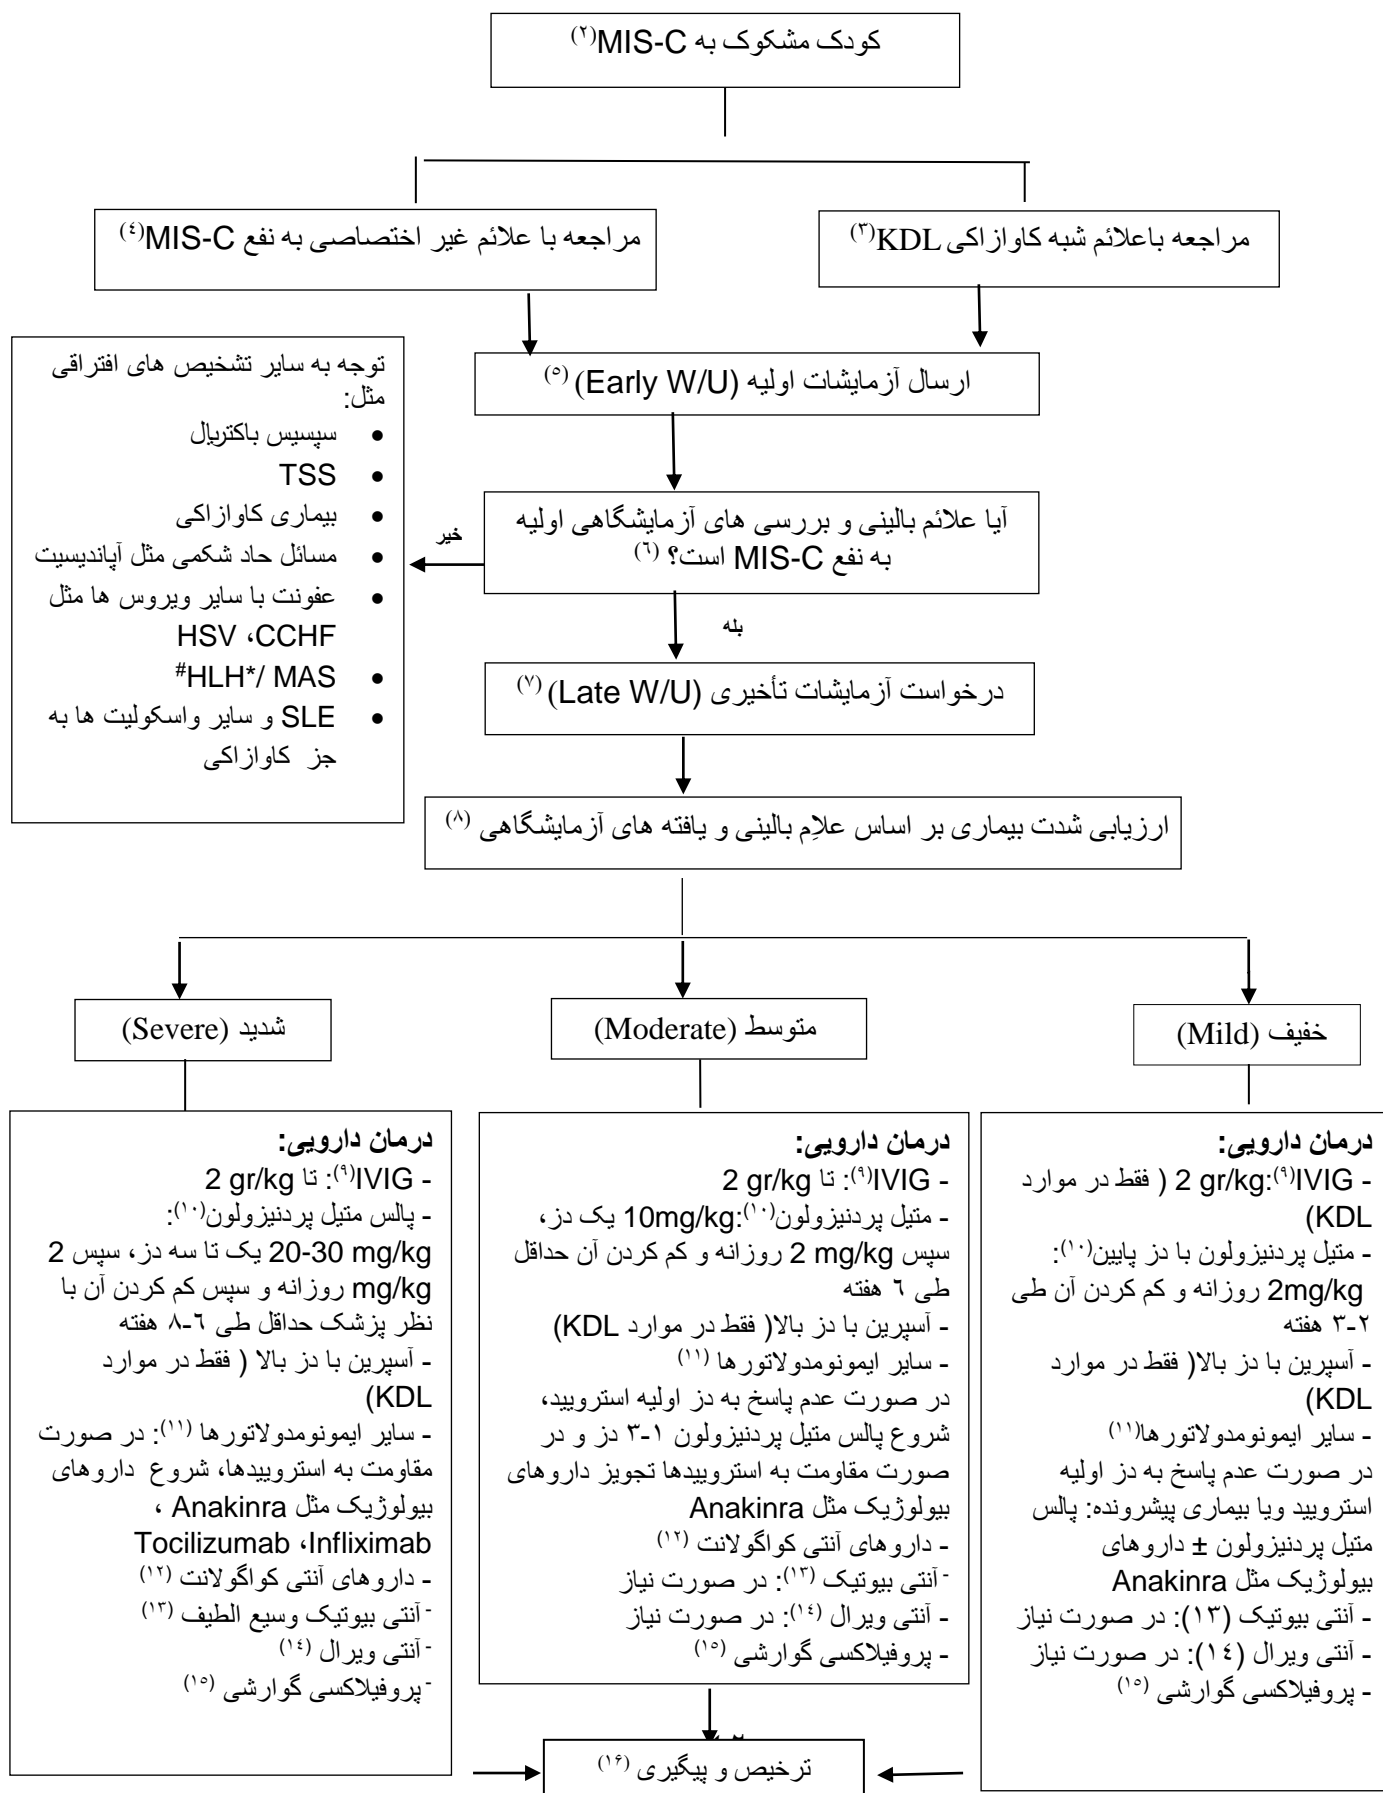 کودک مشکوک به MIS-C(۲)
مراجعه باعلائم شبه کاوازاکی KDL(۳)
مراجعه با علائم غیر اختصاصی به نفع MIS-C(٤)
ارسال آزمایشات اولیه (Early W/U) (٥)
آیا علائم بالینی و بررسی های آزمایشگاهی اولیه
به نفع MIS-C است؟ (٦)
خیر
توجه به سایر تشخیص های افتراقی
مثل:
• سپسیس باکتریال
• TSS
• بیماری کاوازاکی
• مسائل حاد شکمی مثل آپاندیسیت
• عفونت با سایر ویروس ها مثل
HSV ،CCHF
• #HLH*/ MAS
• SLE و سایر واسکولیت ها به
جز کاوازاکی
بله
درخواست آزمایشات تأخیری (Late W/U) (۷)
ارزیابی شدت بیماری بر اساس علاِم بالینی و یافته های آزمایشگاهی (۸)
خفیف (Mild)
متوسط (Moderate)
شدید (Severe)
درمان دارویی:
- IVIG(۹): 2 gr/kg ( فقط در موارد
KDL)
- متیل پردنیزولون با دز پایین(۱۰):
2mg/kg روزانه و کم کردن آن طی
۲-۳ هفته
- آسپرین با دز بالا( فقط در موارد
KDL)
- سایر ایمونومدولاتورها(۱۱)
در صورت عدم پاسخ به دز اولیه
استرویید ویا بیماری پیشرونده: پالس
متیل پردنیزولون ± داروهای
بیولوژیک مثل Anakinra
- آنتی بیوتیک (۱۳): در صورت نیاز
- آنتی ویرال (۱٤): در صورت نیاز
- پروفیلاکسی گوارشی (۱٥)
درمان دارویی:
- IVIG(۹): تا 2 gr/kg
- متیل پردنیزولون(۱۰): 10mg/kg یک دز،
سپس 2 mg/kg روزانه و کم کردن آن حداقل
طی ٦ هفته
- آسپرین با دز بالا( فقط در موارد KDL)
- سایر ایمونومدولاتورها (۱۱)
در صورت عدم پاسخ به دز اولیه استرویید،
شروع پالس متیل پردنیزولون ۱-۳ دز و در
صورت مقاومت به استروییدها تجویز داروهای
بیولوژیک مثل Anakinra
- داروهای آنتی کواگولانت (۱۲)
- آنتی بیوتیک (۱۳): در صورت نیاز
- آنتی ویرال (۱٤): در صورت نیاز
- پروفیلاکسی گوارشی (۱٥)
درمان دارویی:
- IVIG(۹): تا 2 gr/kg
- پالس متیل پردنیزولون(۱۰):
20-30 mg/kg یک تا سه دز، سپس 2
mg/kg روزانه و سپس کم کردن آن با
نظر پزشک حداقل طی ٦-۸ هفته
- آسپرین با دز بالا ( فقط در موارد
KDL)
- سایر ایمونومدولاتورها (۱۱): در صورت
مقاومت به استروییدها، شروع داروهای
بیولوژیک مثل Anakinra ،
Tocilizumab ،Infliximab
- داروهای آنتی کواگولانت (۱۲)
- آنتی بیوتیک وسیع الطیف (۱۳)
- آنتی ویرال (۱٤)
- پروفیلاکسی گوارشی (۱٥)
ترخیص و پیگیری (۱۶)